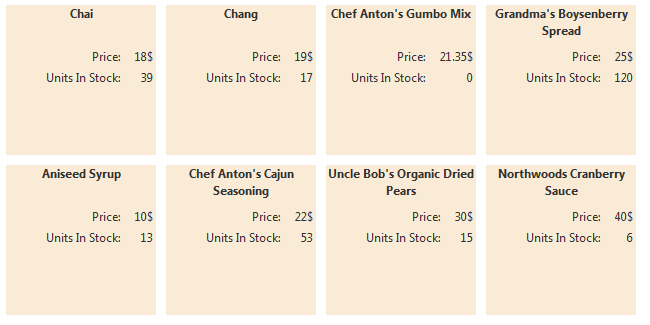 Chai
Price: 18$
Units In Stock: 39
Chang
Price: 19$
Units In Stock: 17
Chef Anton's Gumbo Mix
Price: 21.35$
Units In Stock: 0
Grandma's Boysenberry
Spread
Price: 25$
Units In Stock: 120
Aniseed Syrup
Price: 10$
Units In Stock: 13
Chef Anton's Cajun
Seasoning
Price: 22$
Units In Stock: 53
Uncle Bob's Organic Dried
Pears
Price: 30$
Units In Stock: 15
Northwoods Cranberry
Sauce
Price: 40$
Units In Stock: 6